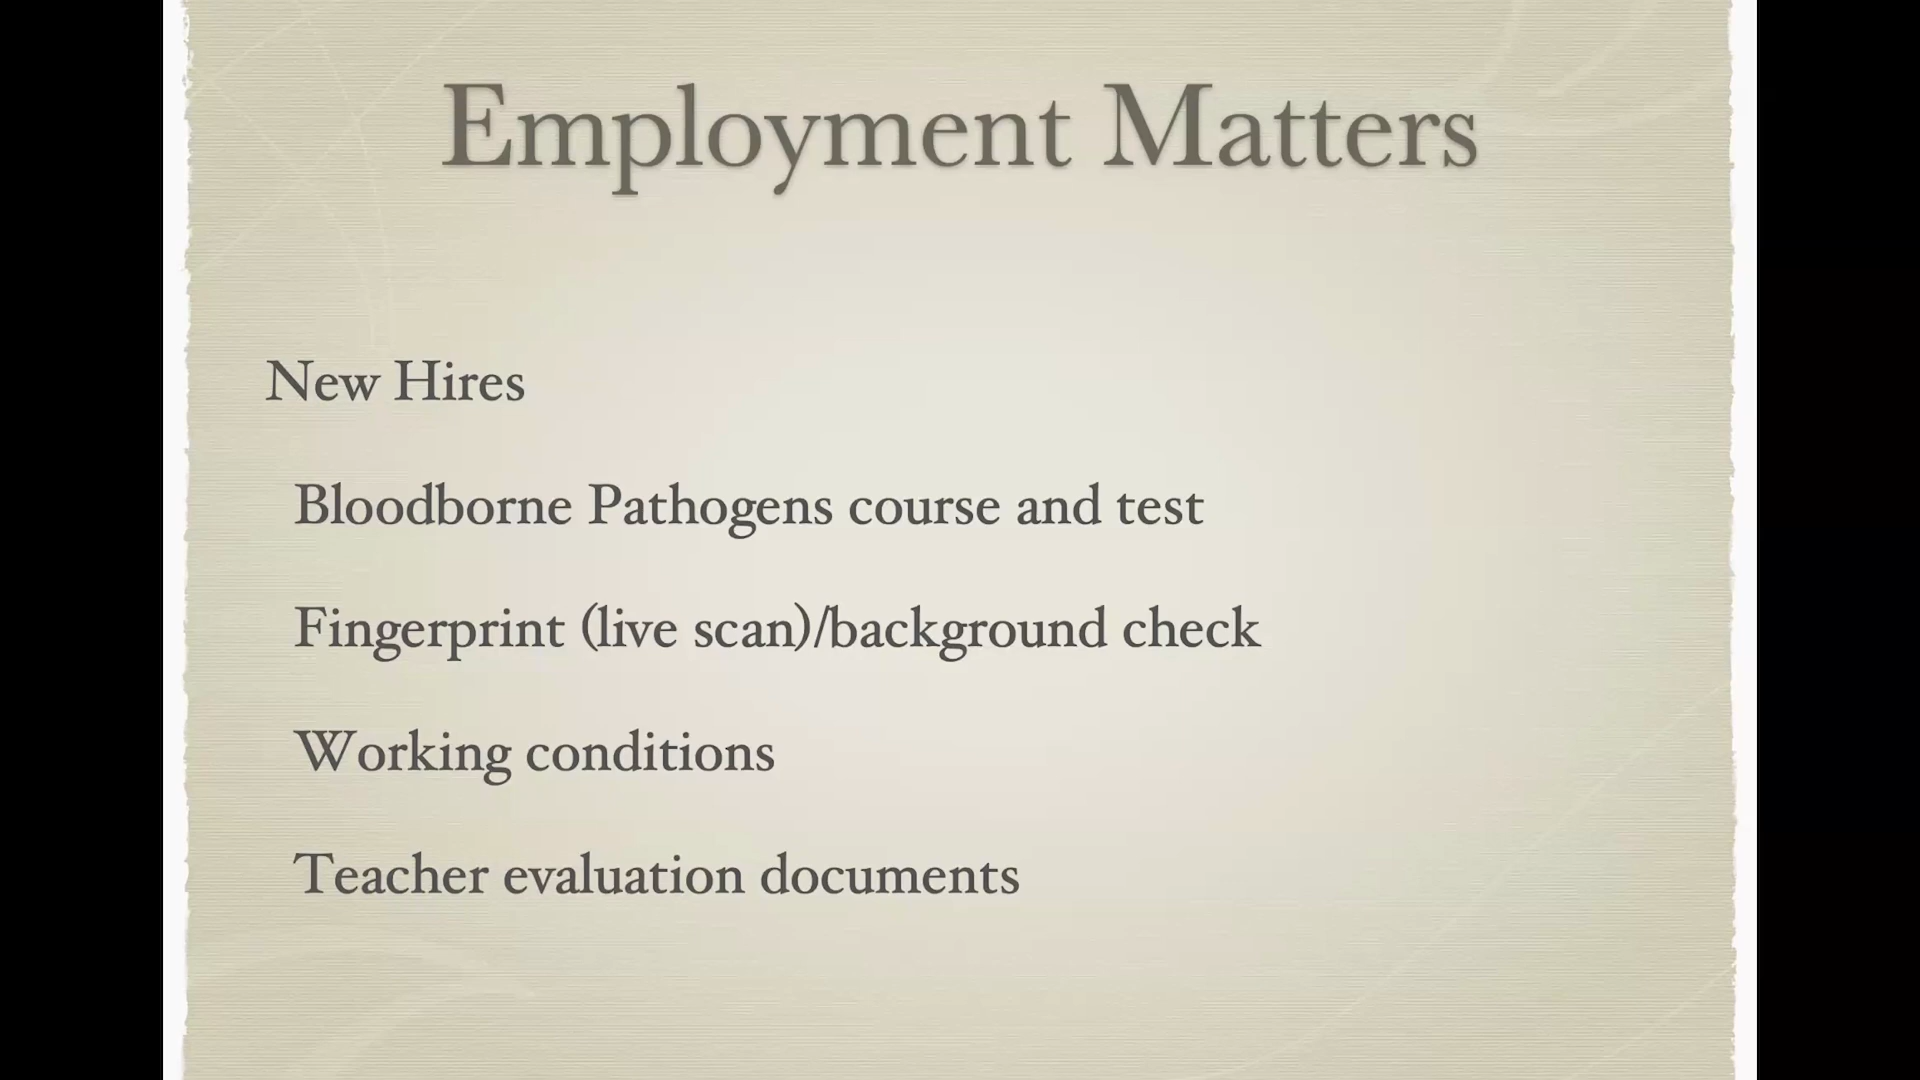 Employment Matters
New Hires
Bloodborne Pathogens course and test
Fingerprint (live scan)/background check
Working conditions
Teacher evaluation documents